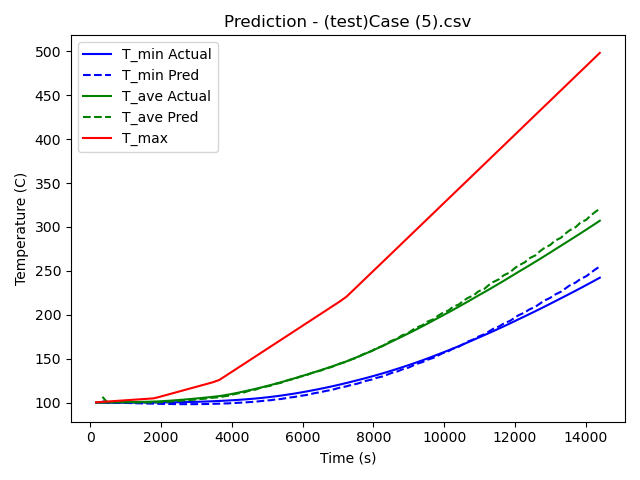 Prediction - (test)Case (5).csv
T_min Actual
T_min Pred
T_ave Actual
T_ave Pred
T_max
Temperature (C)
500
450
400
350
300
250
200
150
100
0 2000 4000 6000 8000 10000 12000 14000
Time (s)